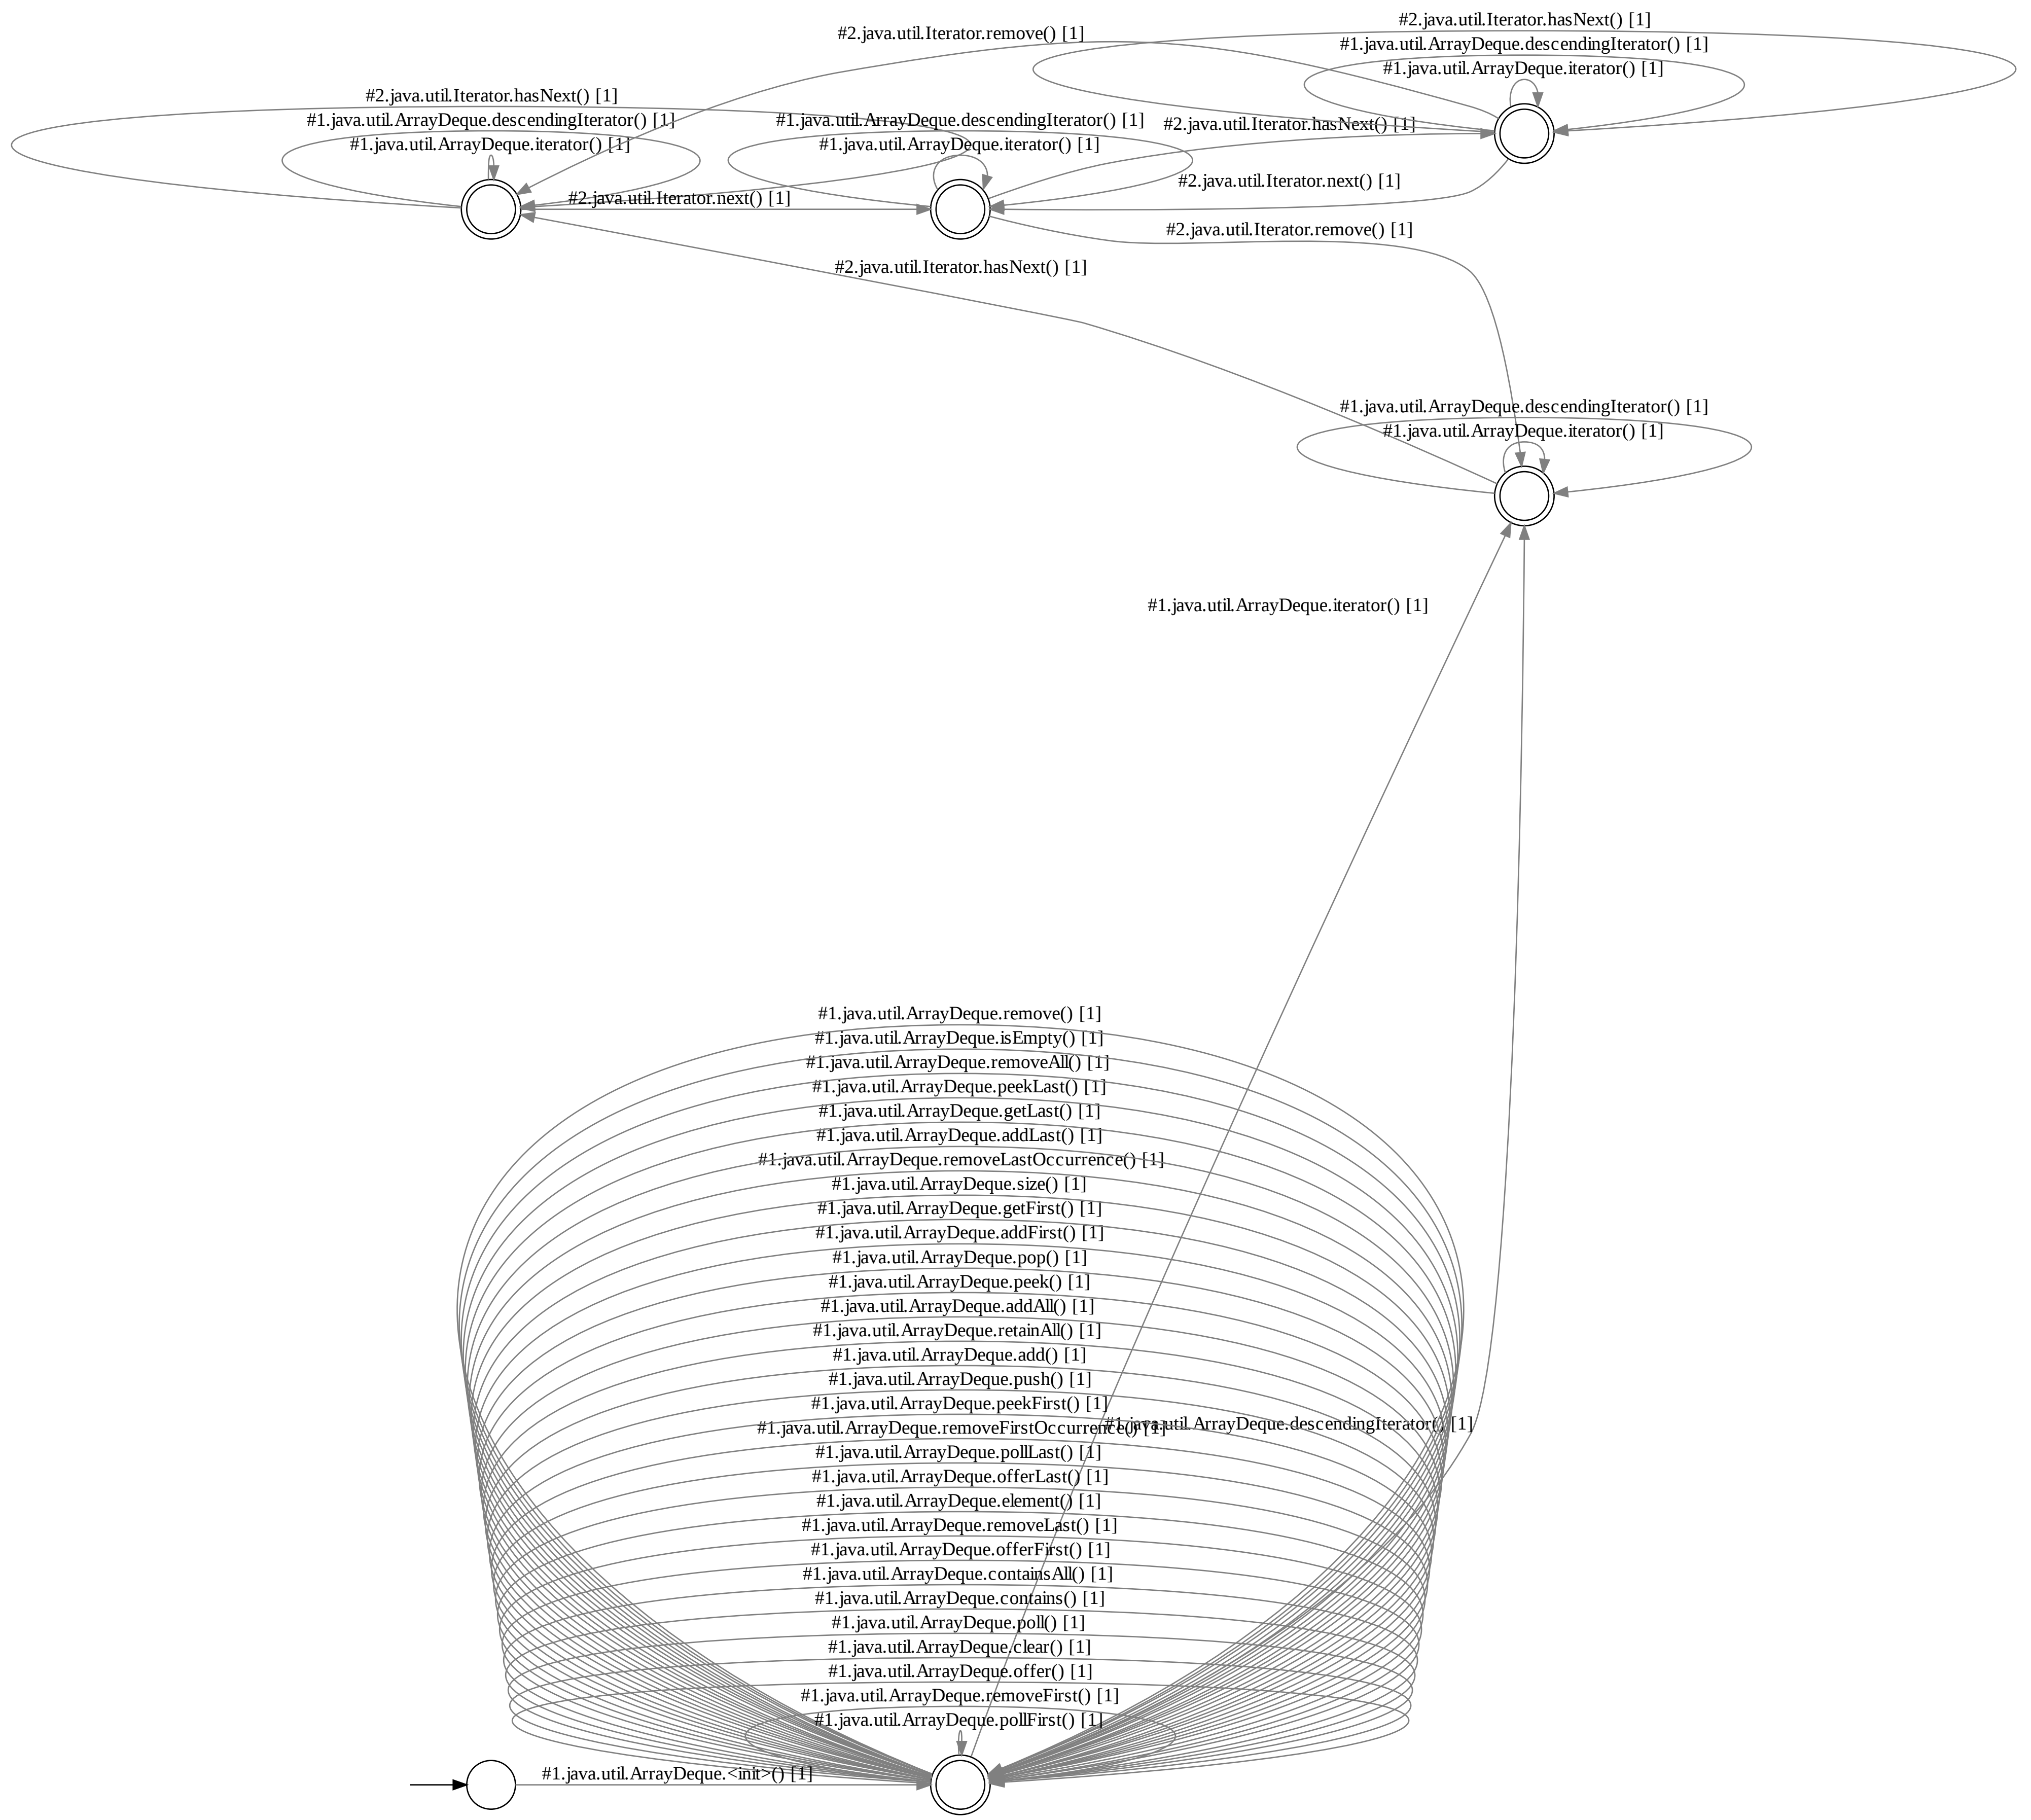 #2.java.util.Iterator.hasNext() [1]
#2.java.util.Iterator.remove() [1]
#1.java.util.ArrayDeque.descendingIterator() [1]
#1.java.util.ArrayDeque.iterator() [1]
#2.java.util.Iterator.hasNext() [1]
#1.java.util.ArrayDeque.descendingIterator() [1]
#1.java.util.ArrayDeque.descendingIterator() [1]
#2.java.util.Iterator.hasNext() [1]
#1.java.util.ArrayDeque.iterator() [1]
#1.java.util.ArrayDeque.iterator() [1]
#2.java.util.Iterator.next() [1]
#2.java.util.Iterator.next() [1]
#2.java.util.Iterator.remove() [1]
#2.java.util.Iterator.hasNext() [1]
#1.java.util.ArrayDeque.descendingIterator() [1]
#1.java.util.ArrayDeque.iterator() [1]
#1.java.util.ArrayDeque.iterator() [1]
#1.java.util.ArrayDeque.remove() [1]
#1.java.util.ArrayDeque.isEmpty() [1]
#1.java.util.ArrayDeque.removeAll() [1]
#1.java.util.ArrayDeque.peekLast() [1]
#1.java.util.ArrayDeque.getLast() [1]
#1.java.util.ArrayDeque.addLast() [1]
#1.java.util.ArrayDeque.removeLastOccurrence() [1]
#1.java.util.ArrayDeque.size() [1]
#1.java.util.ArrayDeque.getFirst() [1]
#1.java.util.ArrayDeque.addFirst() [1]
#1.java.util.ArrayDeque.pop() [1]
#1.java.util.ArrayDeque.peek() [1]
#1.java.util.ArrayDeque.addAll() [1]
#1.java.util.ArrayDeque.retainAll() [1]
#1.java.util.ArrayDeque.add() [1]
#1.java.util.ArrayDeque.push() [1]
#1.java.util.ArrayDeque.peekFirst() [1]
#1.java.util.ArrayDeque.descendingIterator() [1]
#1.java.util.ArrayDeque.removeFirstOccurrence() [1]
#1.java.util.ArrayDeque.pollLast() [1]
#1.java.util.ArrayDeque.offerLast() [1]
#1.java.util.ArrayDeque.element() [1]
#1.java.util.ArrayDeque.removeLast() [1]
#1.java.util.ArrayDeque.offerFirst() [1]
#1.java.util.ArrayDeque.containsAll() [1]
#1.java.util.ArrayDeque.contains() [1]
#1.java.util.ArrayDeque.poll() [1]
#1.java.util.ArrayDeque.clear() [1]
#1.java.util.ArrayDeque.offer() [1]
#1.java.util.ArrayDeque.removeFirst() [1]
#1.java.util.ArrayDeque.pollFirst() [1]
#1.java.util.ArrayDeque.&lt;init&gt;() [1]